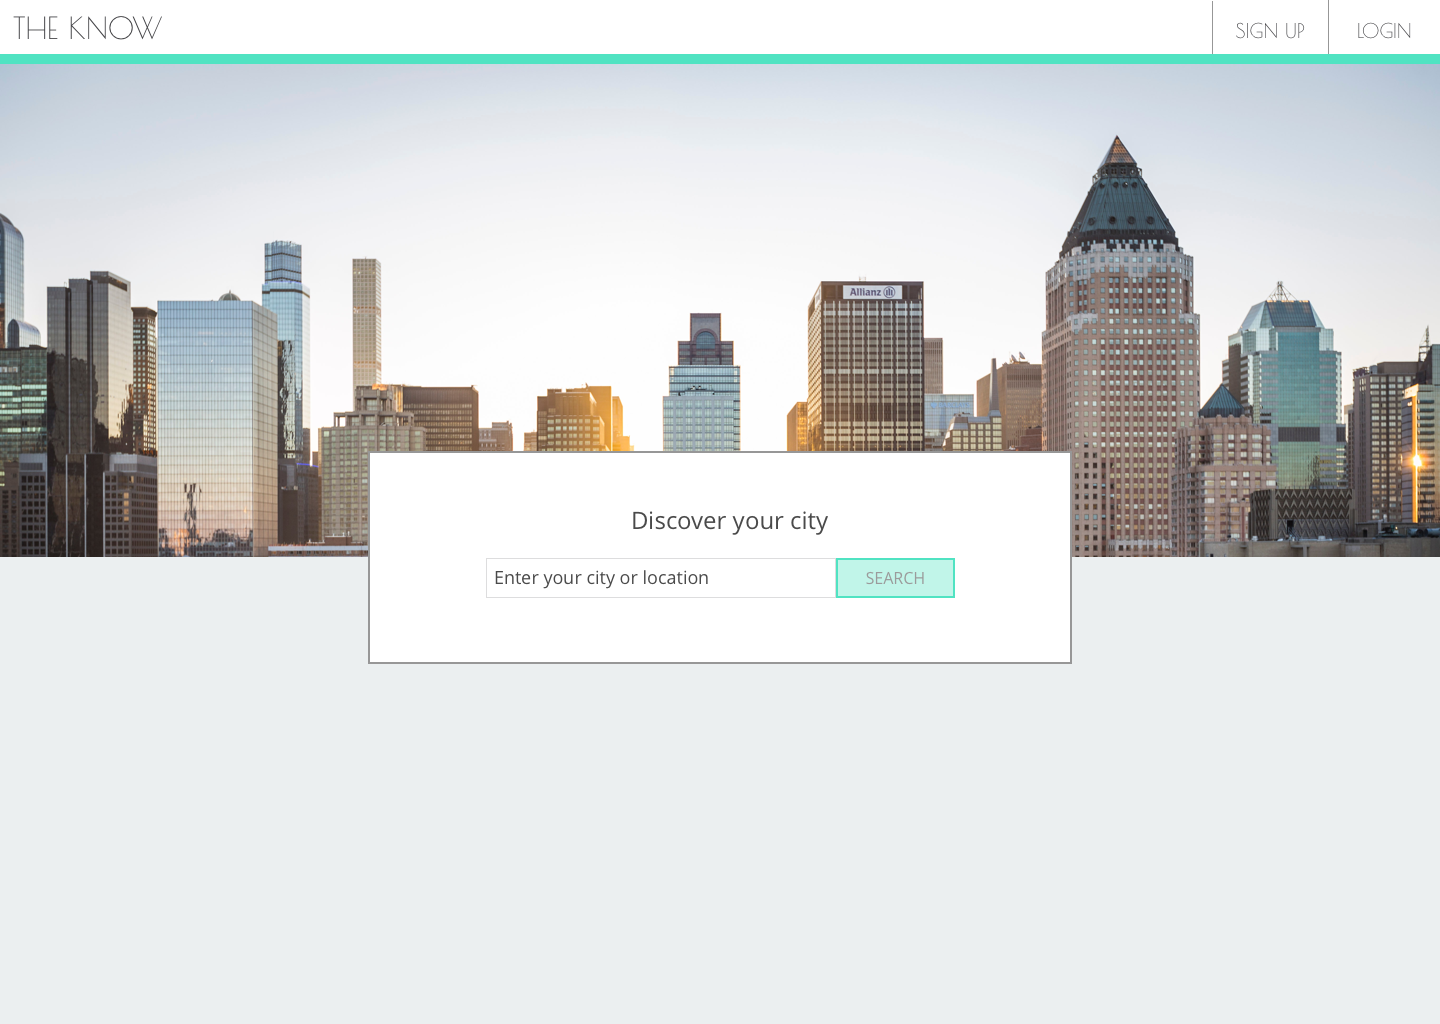 THE KNOW
SIGN UP
LOGIN
Allianz
Discover your city
Enter your city or location
SEARCH